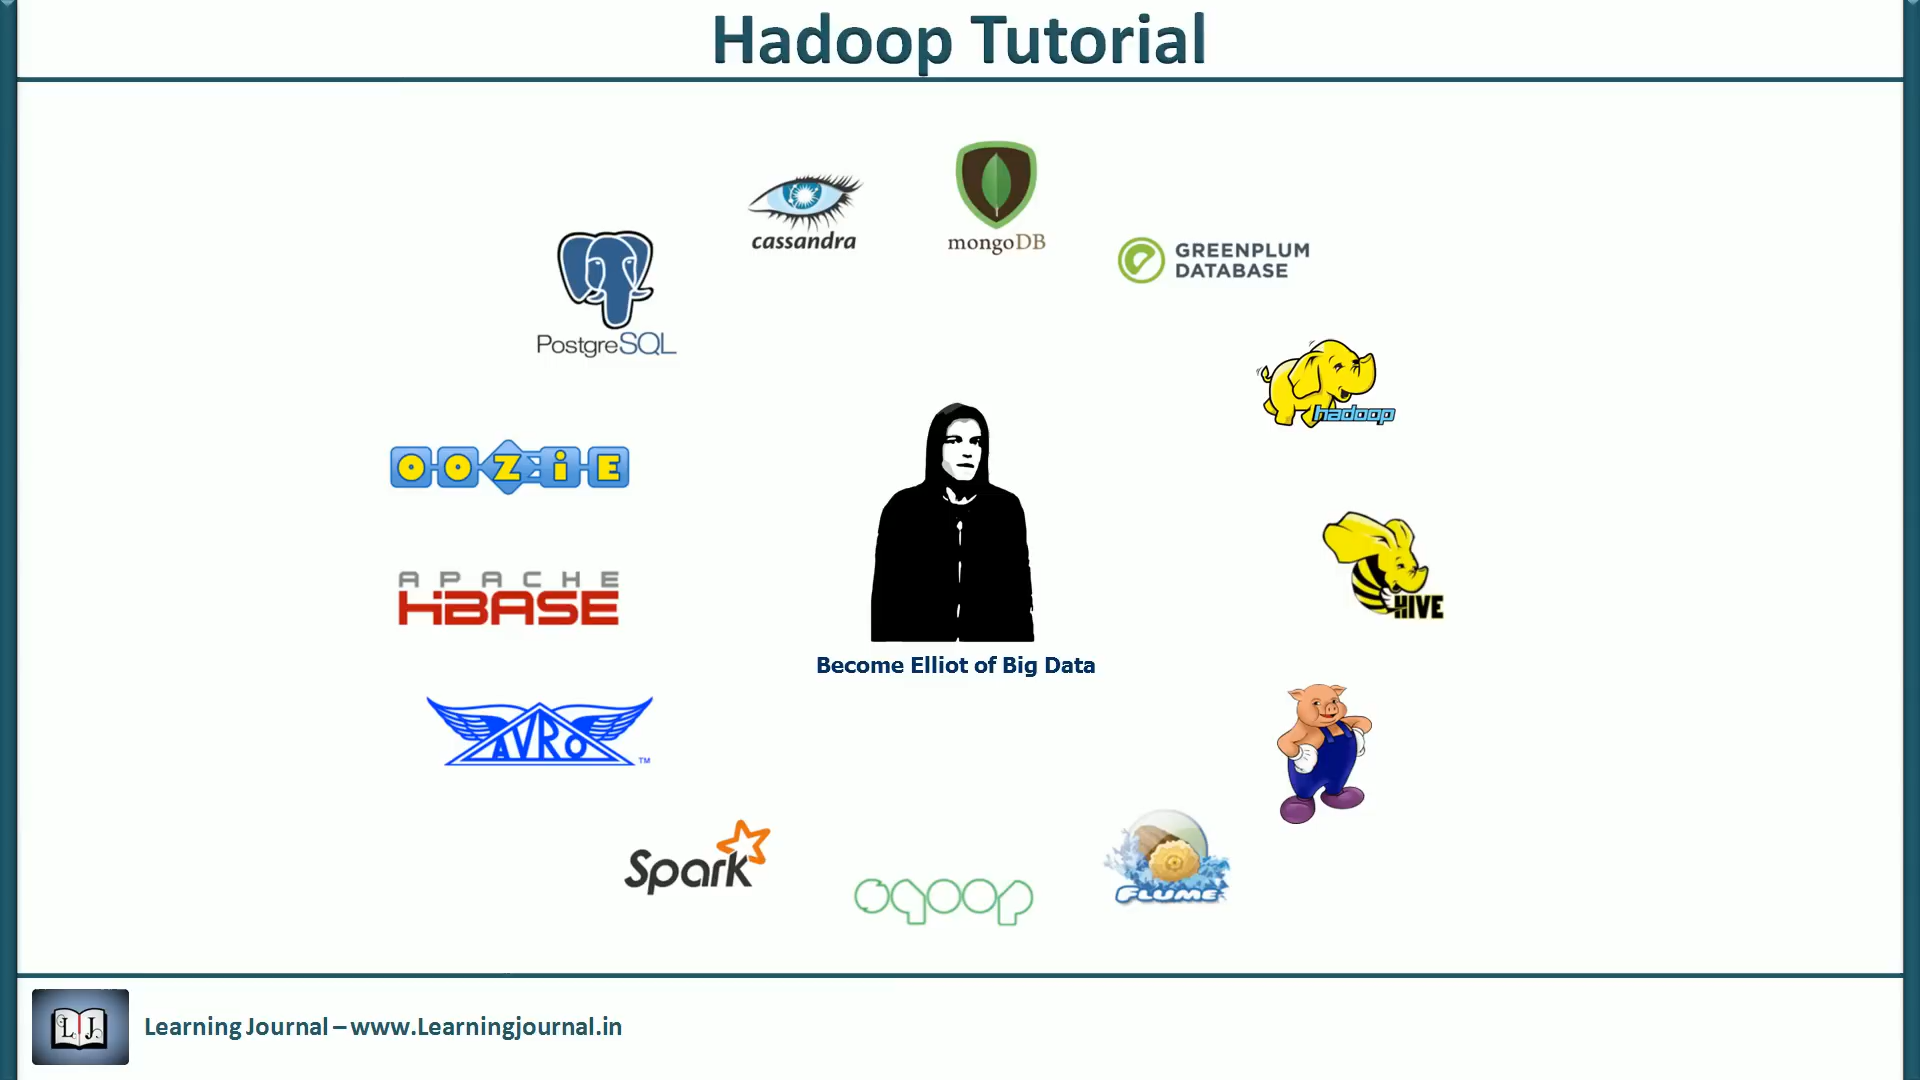 Hadoop Tutorial
cassandra
mongoDB
GREENPLUM
DATABASE
PostgreSQL
hadoop
OOZiE
APACHE
HBASE
HIVE
Become Elliot of Big Data
AVRO
TM
Spark
sqoop
FLUME
L J
Learning Journal – www.Learningjournal.in